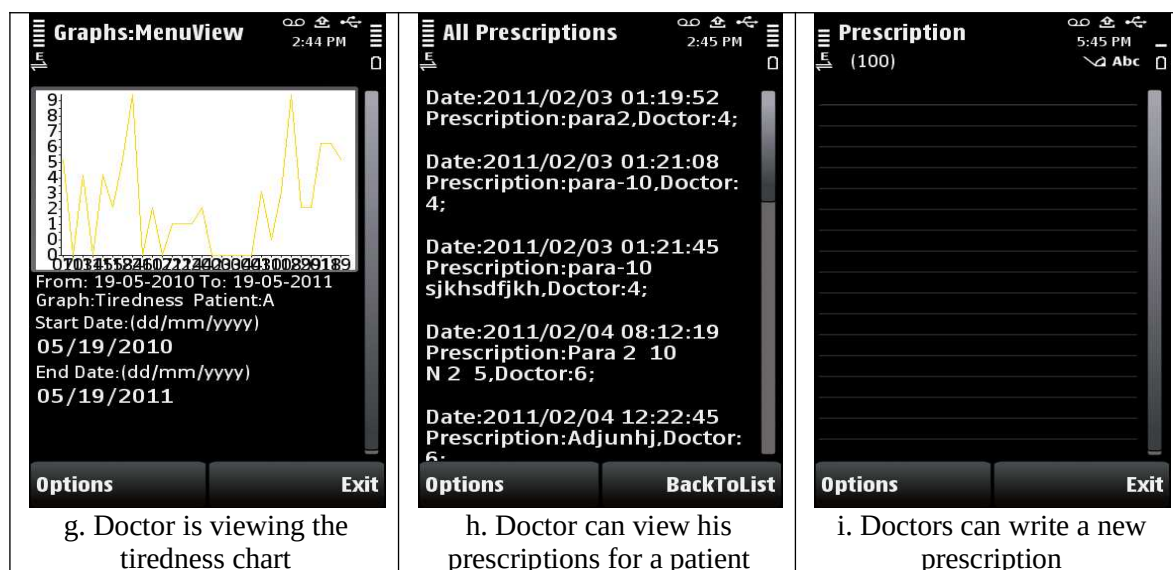 Graphs:MenuView
2:44 PM
E
9
8
7
6
5
4
3
2
1
0
From: 19-05-2010 To: 19-05-2011
Graph:Tiredness Patient:A
Start Date:(dd/mm/yyyy)
05/19/2010
End Date:(dd/mm/yyyy)
05/19/2011
Options Exit
g. Doctor is viewing the
tiredness chart
All Prescriptions
2:45 PM
E
Date:2011/02/03 01:19:52
Prescription:para2,Doctor:4;
Date:2011/02/03 01:21:08
Prescription:para-10,Doctor:
4;
Date:2011/02/03 01:21:45
Prescription:para-10
sjkhsdfjkh,Doctor:4;
Date:2011/02/04 08:12:19
Prescription:Para 2 10
N 2 5,Doctor:6;
Date:2011/02/04 12:22:45
Prescription:Adjunhj,Doctor:
6;
Options BackToList
h. Doctor can view his
prescriptions for a patient
Prescription
5:45 PM
E
(100) Abc
Options Exit
i. Doctors can write a new
prescription